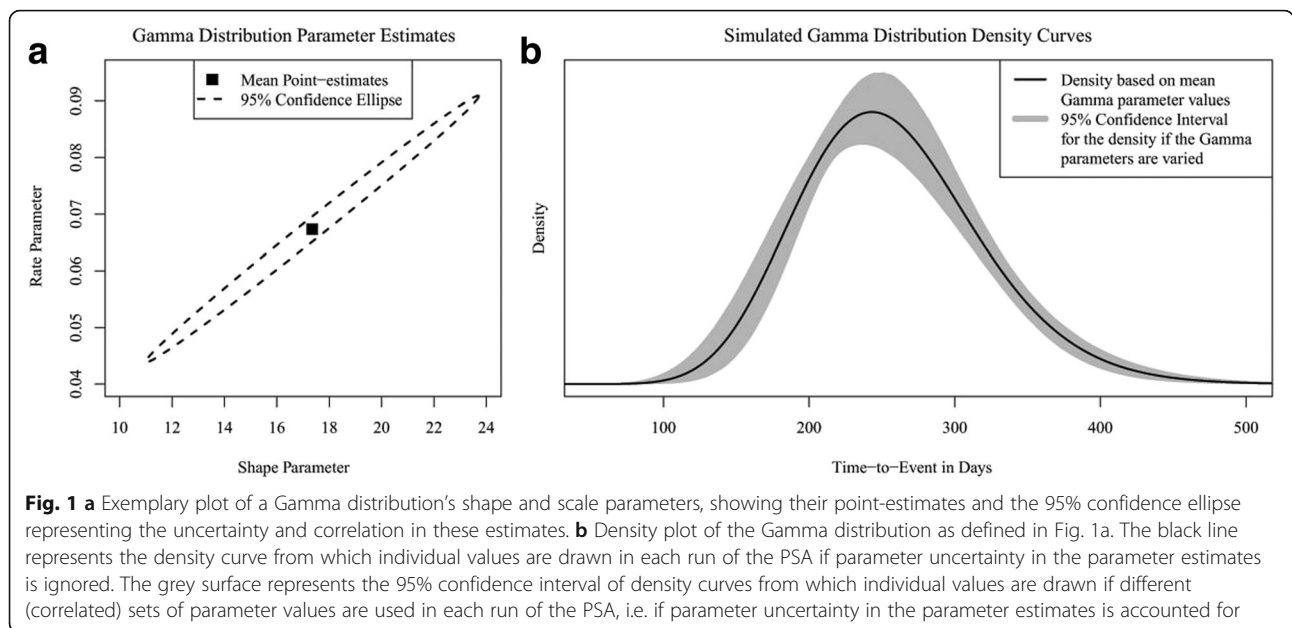 a
Gamma Distribution Parameter Estimates
Mean Point−estimates
95% Confidence Ellipse
Rate Parameter
0.09
0.08
0.07
0.06
0.05
0.04
10 12 14 16 18 20 22 24
Shape Parameter
b
Simulated Gamma Distribution Density Curves
Density based on mean
Gamma parameter values
95% Confidence Interval
for the density if the Gamma
parameters are varied
Density
100 200 300 400 500
Time−to−Event in Days
Fig. 1 a Exemplary plot of a Gamma distribution's shape and scale parameters, showing their point-estimates and the 95% confidence ellipse
representing the uncertainty and correlation in these estimates. b Density plot of the Gamma distribution as defined in Fig. 1a. The black line
represents the density curve from which individual values are drawn in each run of the PSA if parameter uncertainty in the parameter estimates
is ignored. The grey surface represents the 95% confidence interval of density curves from which individual values are drawn if different
(correlated) sets of parameter values are used in each run of the PSA, i.e. if parameter uncertainty in the parameter estimates is accounted for